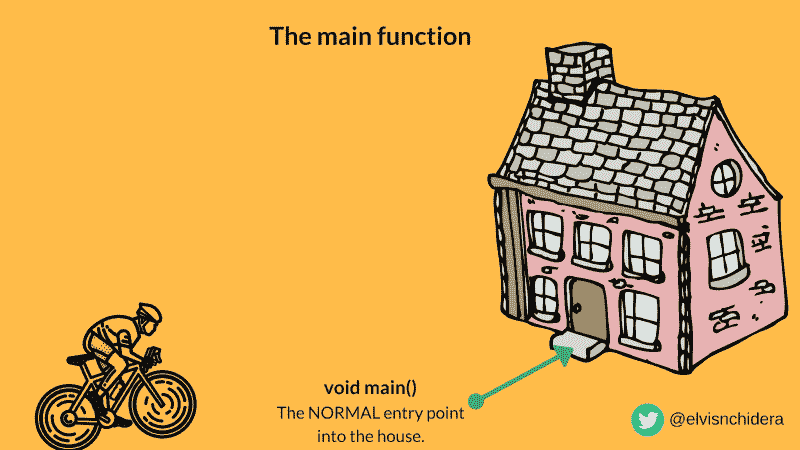 The main function
void main()
The NORMAL entry point
into the house.
@elvisnchidera